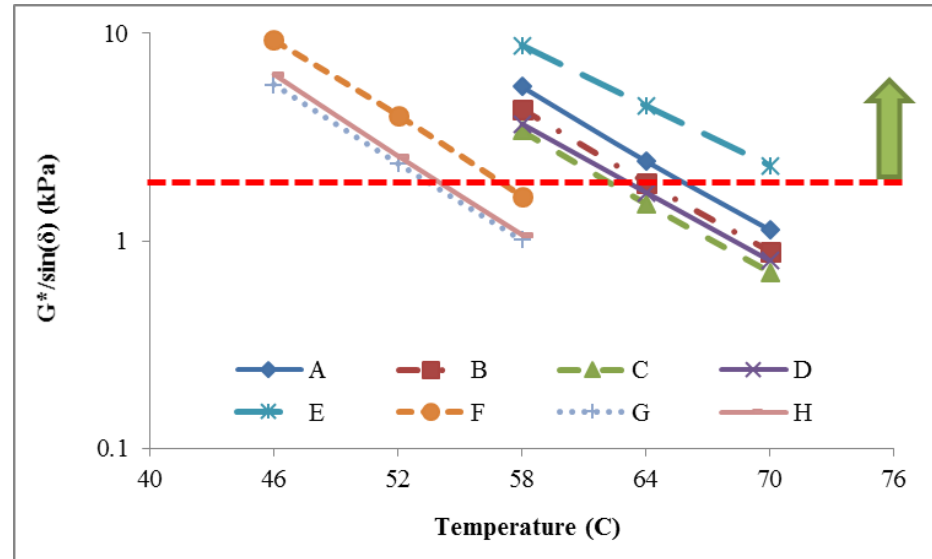 10
1
0.1
G*/sin(δ) (kPa)
A B C D
E F G H
40 46 52 58 64 70 76
Temperature (C)